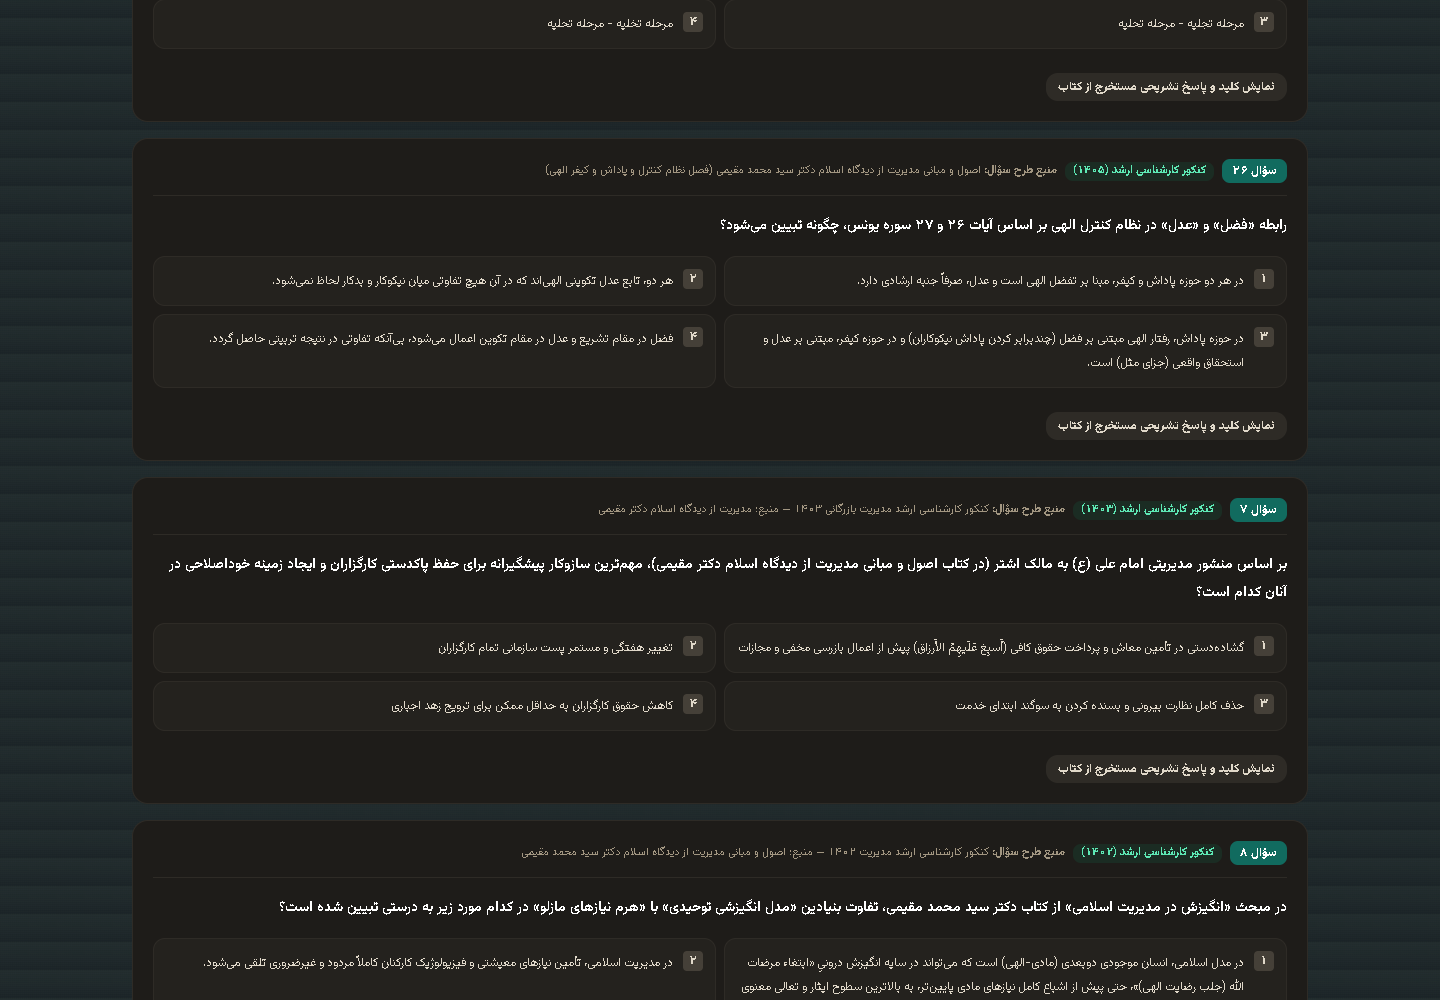 ۳ مرحله تجلیه - مرحله تحلیه
۴ مرحله تخلیه - مرحله تحلیه
نمایش کلید و پاسخ تشریحی مستخرج از کتاب
سؤال ۲۶ کنکور کارشناسی ارشد (۱۴۰۵) منبع طرح سؤال: اصول و مبانی مدیریت از دیدگاه اسلام دکتر سید محمد مقیمی (فصل نظام کنترل و پاداش و کیفر الهی)
رابطه «فضل» و «عدل» در نظام کنترل الهی بر اساس آیات ۲۶ و ۲۷ سوره یونس، چگونه تبیین می‌شود؟
۱ در هر دو حوزه پاداش و کیفر، مبنا بر تفضل الهی است و عدل، صرفاً جنبه ارشادی دارد.
۲ هر دو، تابع عدل تکوینی الهی‌اند که در آن هیچ تفاوتی میان نیکوکار و بدکار لحاظ نمی‌شود.
۳ در حوزه پاداش، رفتار الهی مبتنی بر فضل (چندبرابر کردن پاداش نیکوکاران) و در حوزه کیفر، مبتنی بر عدل و
استحقاق واقعی (جزای مثل) است.
۴ فضل در مقام تشریع و عدل در مقام تکوین اعمال می‌شود، بی‌آنکه تفاوتی در نتیجه تربیتی حاصل گردد.
نمایش کلید و پاسخ تشریحی مستخرج از کتاب
سؤال ۷ کنکور کارشناسی ارشد (۱۴۰۳) منبع طرح سؤال: کنکور کارشناسی ارشد مدیریت بازرگانی ۱۴۰۳ — منبع: مدیریت از دیدگاه اسلام دکتر مقیمی
بر اساس منشور مدیریتی امام علی (ع) به مالک اشتر (در کتاب اصول و مبانی مدیریت از دیدگاه اسلام دکتر مقیمی)، مهم‌ترین سازوکار پیشگیرانه برای حفظ پاکدستی کارگزاران و ایجاد زمینه خوداصلاحی در
آنان کدام است؟
۱ گشاده‌دستی در تأمین معاش و پرداخت حقوق کافی (أَسبِغ عَلَیهِمُ الأَرزاق) پیش از اعمال بازرسی مخفی و مجازات
۲ تغییر هفتگی و مستمر پست سازمانی تمام کارگزاران
۳ حذف کامل نظارت بیرونی و بسنده کردن به سوگند ابتدای خدمت
۴ کاهش حقوق کارگزاران به حداقل ممکن برای ترویج زهد اجباری
نمایش کلید و پاسخ تشریحی مستخرج از کتاب
سؤال ۸ کنکور کارشناسی ارشد (۱۴۰۲) منبع طرح سؤال: کنکور کارشناسی ارشد مدیریت ۱۴۰۲ — منبع: اصول و مبانی مدیریت از دیدگاه اسلام دکتر سید محمد مقیمی
در مبحث «انگیزش در مدیریت اسلامی» از کتاب دکتر سید محمد مقیمی، تفاوت بنیادین «مدل انگیزشی توحیدی» با «هرم نیازهای مازلو» در کدام مورد زیر به درستی تبیین شده است؟
۱ در مدل اسلامی، انسان موجودی دوبعدی (مادی-الهی) است که می‌تواند در سایه انگیزش درونیِ «ابتغاء مرضات
الله (جلب رضایت الهی)»، حتی پیش از اشباع کامل نیازهای مادی پایین‌تر، به بالاترین سطوح ایثار و تعالی معنوی
۲ در مدیریت اسلامی، تأمین نیازهای معیشتی و فیزیولوژیک کارکنان کاملاً مردود و غیرضروری تلقی می‌شود.